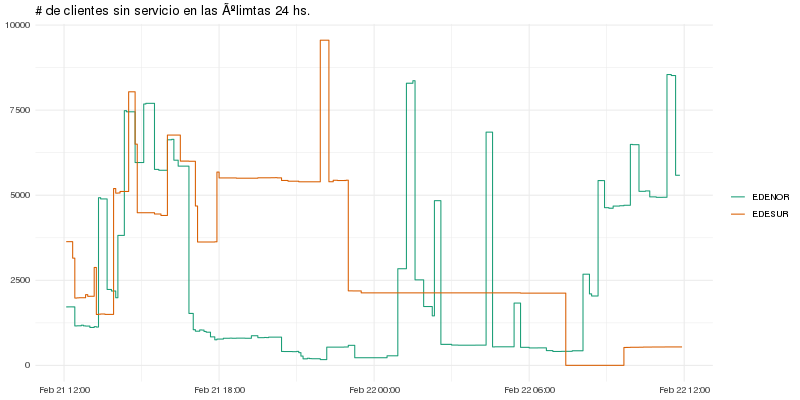 # de clientes sin servicio en las Ãºlimtas 24 hs.
10000
7500
5000
2500
0
Feb 21 12:00
Feb 21 18:00
Feb 22 00:00
Feb 22 06:00
Feb 22 12:00
EDENOR
EDESUR